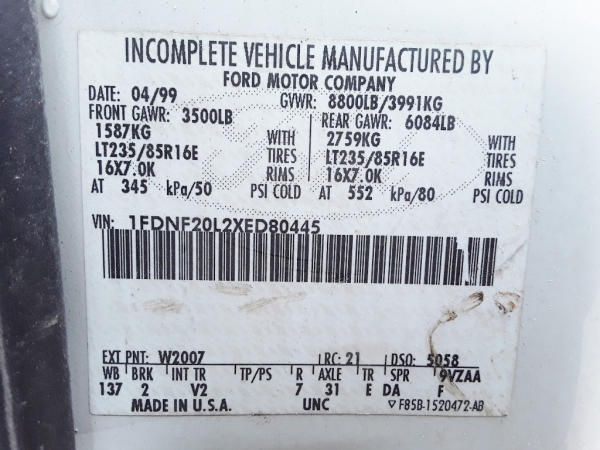 INCOMPLETE VEHICLE MANUFACTURED BY
FORD MOTOR COMPANY
DATE: 04/99 GVWR: 8800LB/3991KG
FRONT GAWR: 3500LB REAR GAWR: 6084LB
1587KG WITH 2759KG WITH
LT235/85R16E TIRES LT235/85R16E TIRES
16X7.0K RIMS 16X7.0K RIMS
AT 345 kPa/50 PSI COLD AT 552 kPa/80 PSI COLD
VIN: 1FDNF20L2XED80445
EXT PNT: W2007 RC: 21 DSO: 5058
WB BRK INT TR TP/PS R AXLE TR SPR 9VZAA
137 2 V2 7 31 E DA F
MADE IN U.S.A. UNC ▽ F85B-1520472-AB